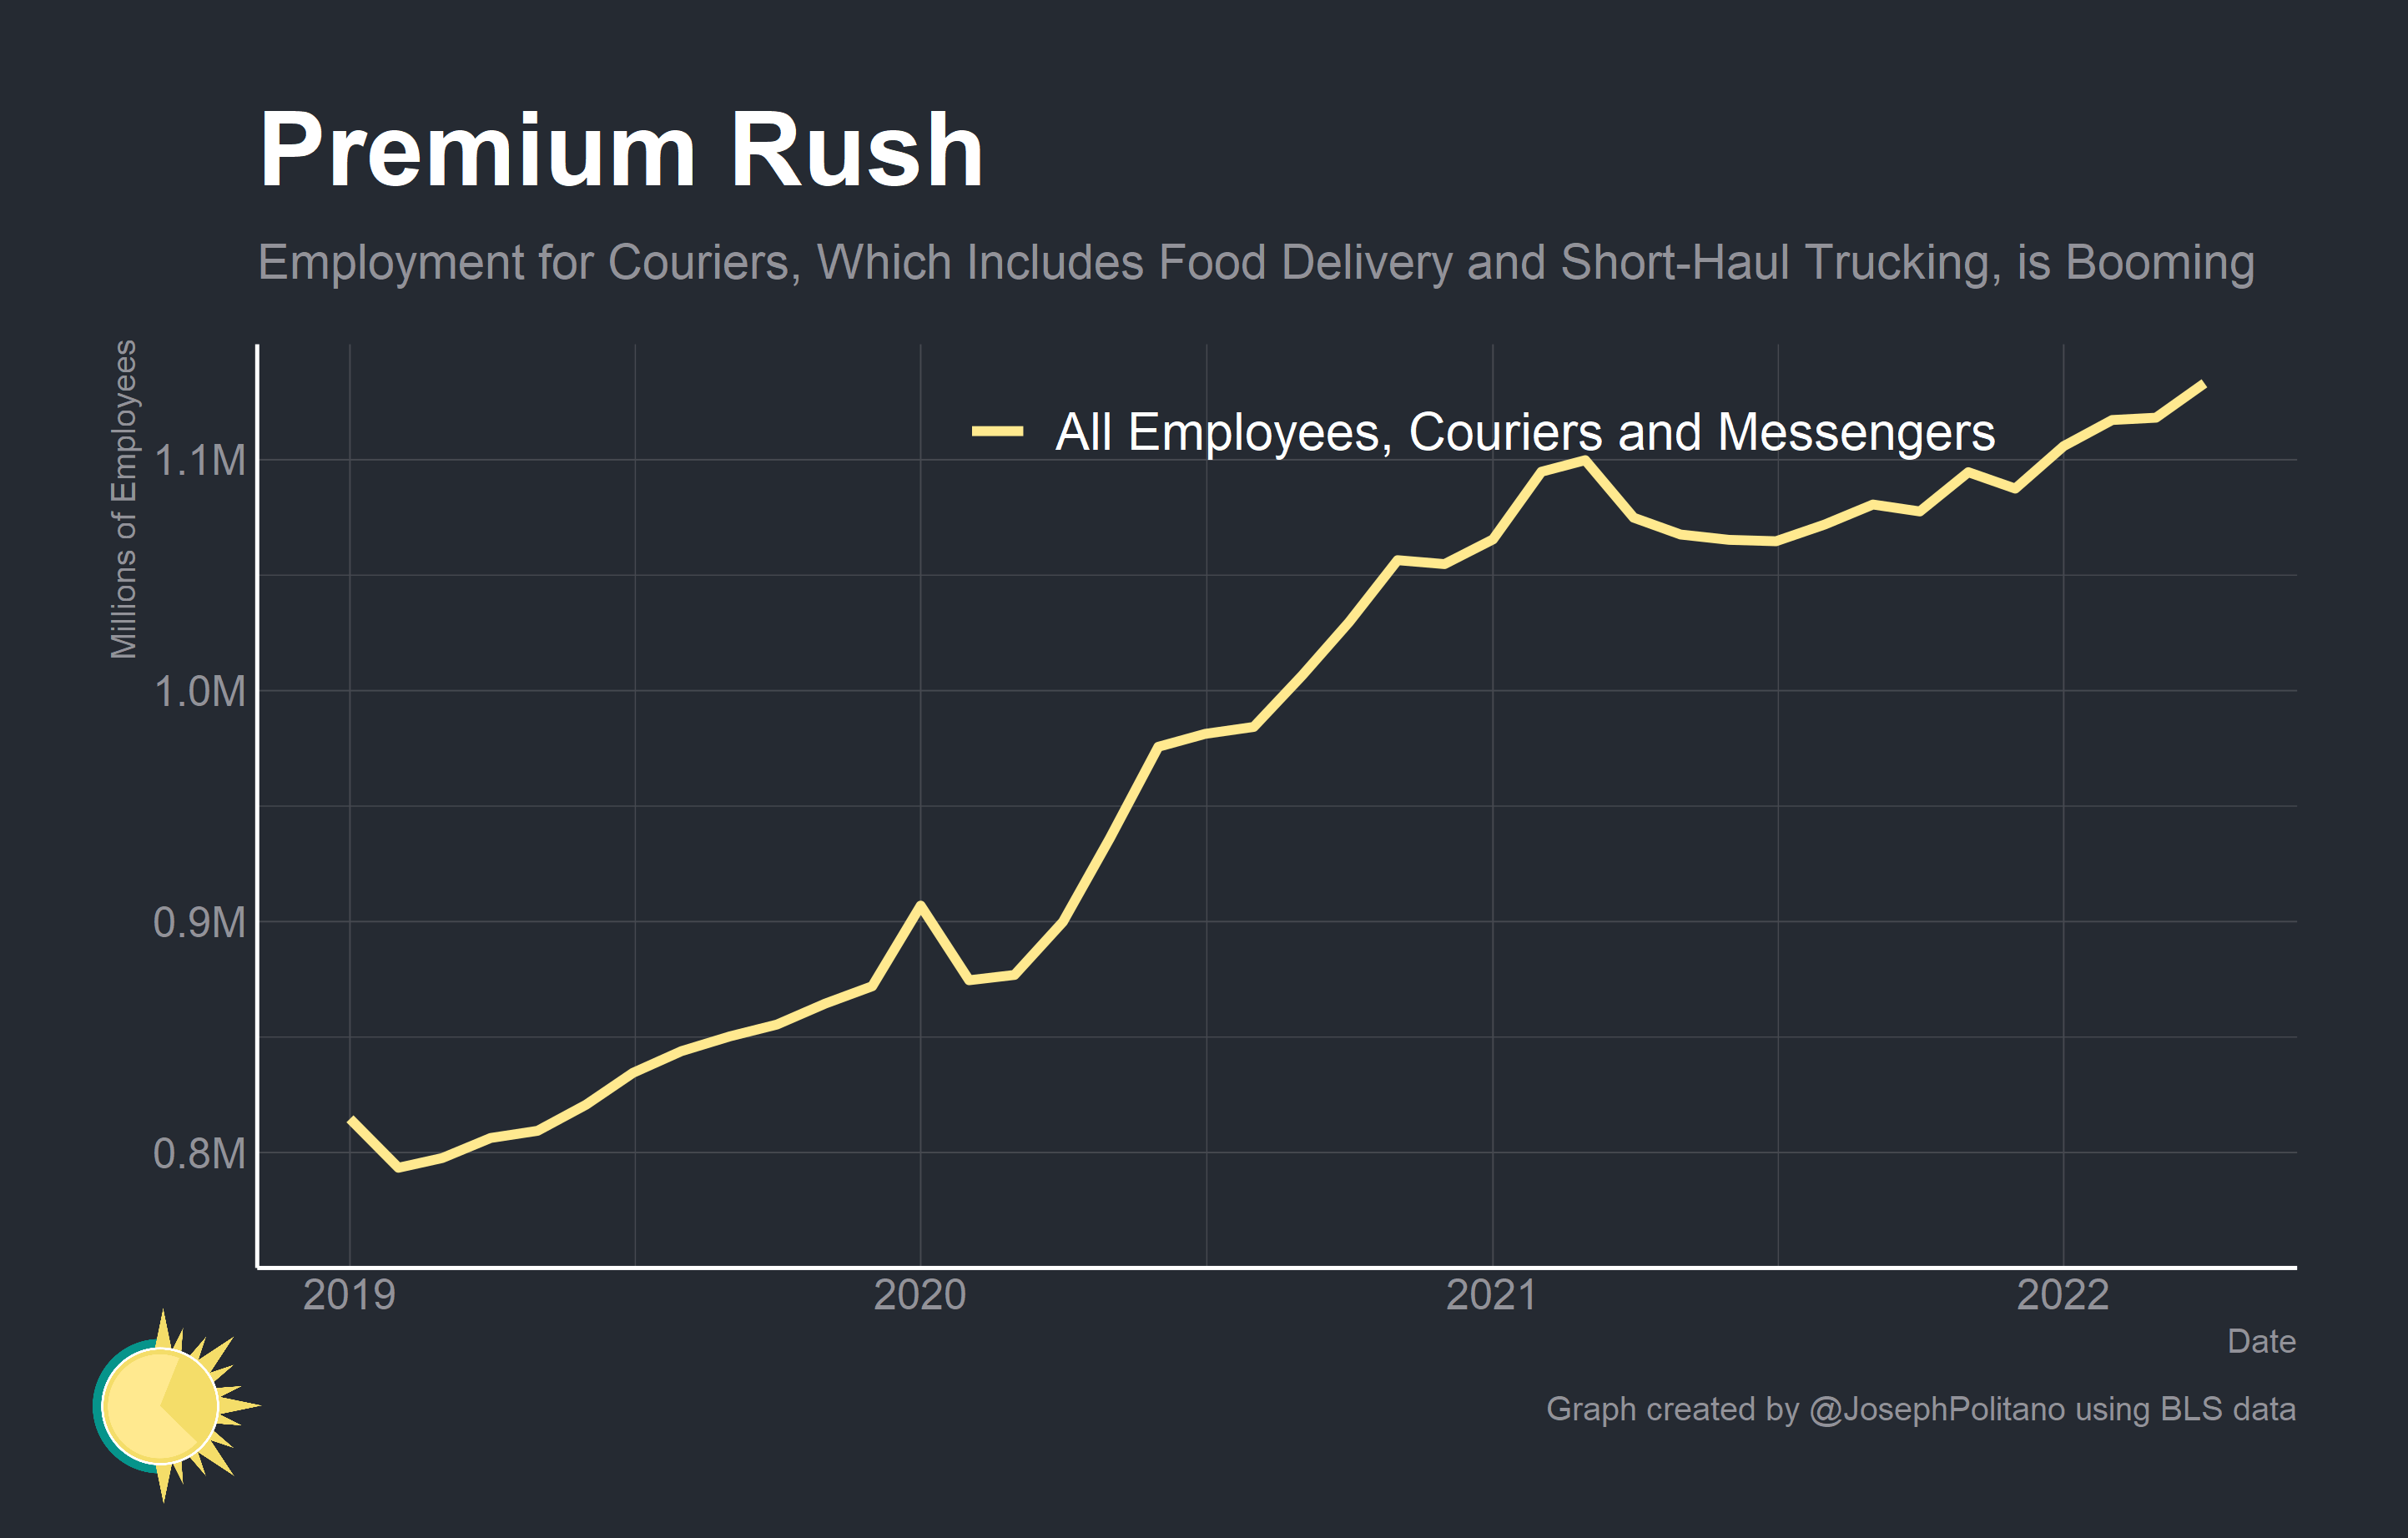 Premium Rush
Employment for Couriers, Which Includes Food Delivery and Short-Haul Trucking, is Booming
Millions of Employees
All Employees, Couriers and Messengers
1.1M
1.0M
0.9M
0.8M
2019
2020
2021
2022
Date
Graph created by @JosephPolitano using BLS data